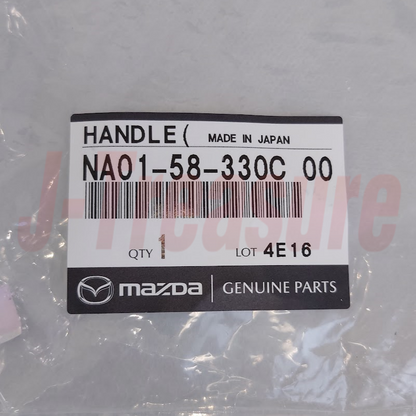 HANDLE( MADE IN JAPAN
NA01-58-330C 00
QTY 1 LOT 4E16
mazda GENUINE PARTS
J-Treasure